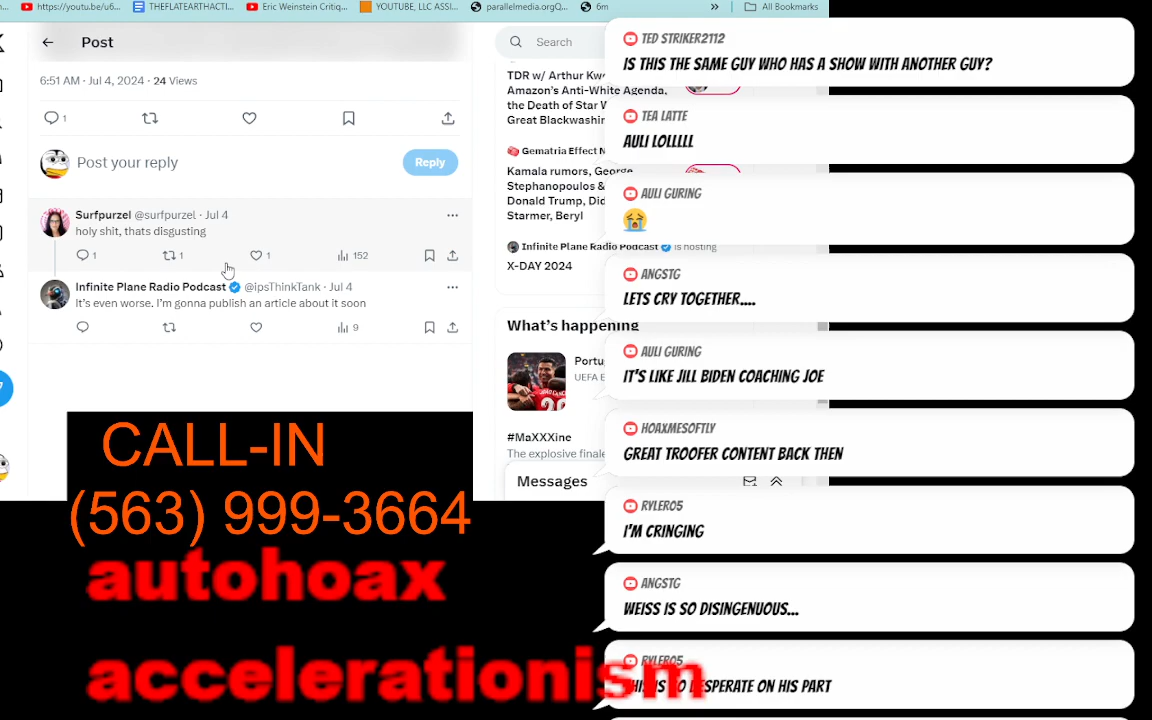 https://youtu.be/u6...
THEFLATEARTHACTI...
Eric Weinstein Critiq...
YOUTUBE, LLC ASSI...
parallelmedia.orgQ...
6m
»
All Bookmarks
Post
6:51 AM · Jul 4, 2024 · 24 Views
1
Post your reply
Reply
Surfpurzel @surfpurzel · Jul 4
holy shit, thats disgusting
1 1 1 152
Infinite Plane Radio Podcast @ipsThinkTank · Jul 4
It's even worse. I'm gonna publish an article about it soon
9
Search
TDR w/ Arthur Kw
Amazon's Anti-White Agenda,
the Death of Star W
Great Blackwashin
Gematria Effect N
Kamala rumors, George
Stephanopoulos &
Donald Trump, Did
Starmer, Beryl
Infinite Plane Radio Podcast is hosting
X-DAY 2024
What's happening
Portu
UEFA E
#MaXXXine
The explosive finale
Messages
CALL-IN
(563) 999-3664
autohoax
accelerationism
TED STRIKER2112
IS THIS THE SAME GUY WHO HAS A SHOW WITH ANOTHER GUY?
TEA LATTE
AULI LOLLLLL
AULI GURING
😭
ANGSTG
LETS CRY TOGETHER....
AULI GURING
IT'S LIKE JILL BIDEN COACHING JOE
HOAXMESOFTLY
GREAT TROOFER CONTENT BACK THEN
RYLER05
I'M CRINGING
ANGSTG
WEISS IS SO DISINGENUOUS...
RYLER05
DESPERATE ON HIS PART